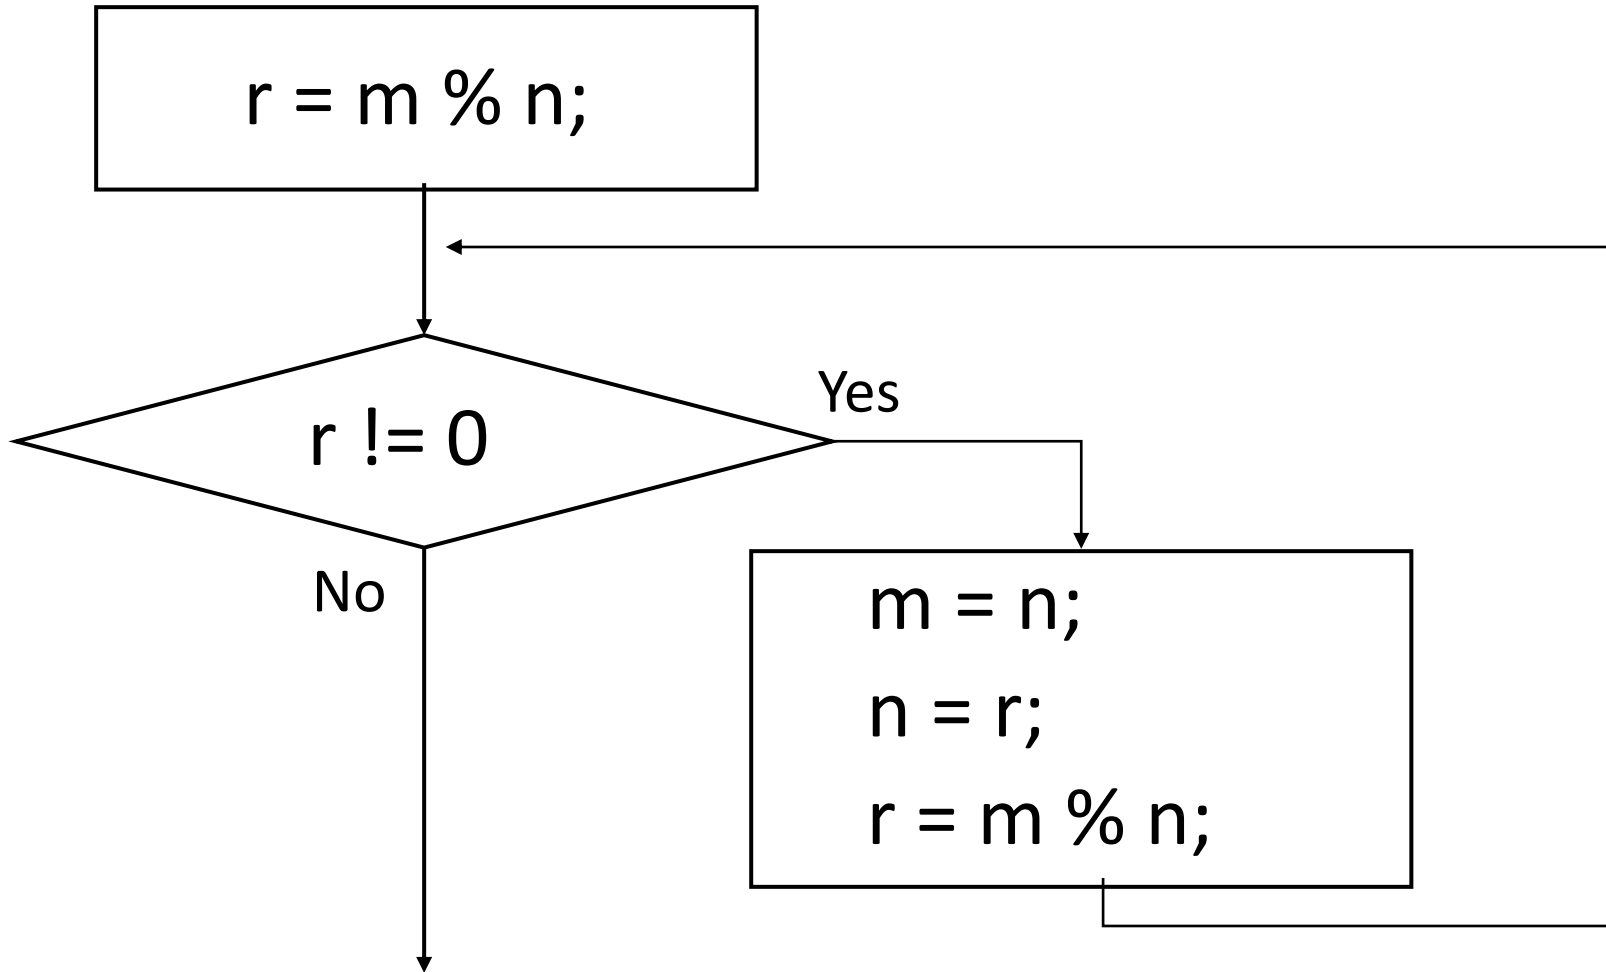 r = m % n;
r != 0
Yes
No
m = n;
n = r;
r = m % n;